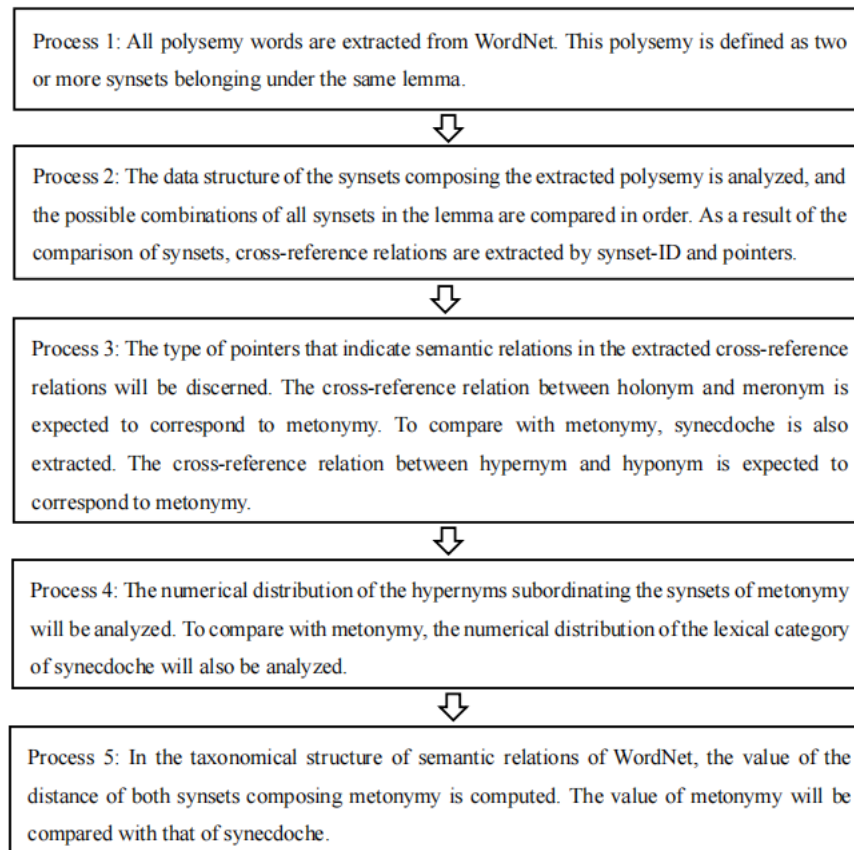 Process 1: All polysemy words are extracted from WordNet. This polysemy is defined as two
or more synsets belonging under the same lemma.
Process 2: The data structure of the synsets composing the extracted polysemy is analyzed, and
the possible combinations of all synsets in the lemma are compared in order. As a result of the
comparison of synsets, cross-reference relations are extracted by synset-ID and pointers.
Process 3: The type of pointers that indicate semantic relations in the extracted cross-reference
relations will be discerned. The cross-reference relation between holonym and meronym is
expected to correspond to metonymy. To compare with metonymy, synecdoche is also
extracted. The cross-reference relation between hypernym and hyponym is expected to
correspond to metonymy.
Process 4: The numerical distribution of the hypernyms subordinating the synsets of metonymy
will be analyzed. To compare with metonymy, the numerical distribution of the lexical category
of synecdoche will also be analyzed.
Process 5: In the taxonomical structure of semantic relations of WordNet, the value of the
distance of both synsets composing metonymy is computed. The value of metonymy will be
compared with that of synecdoche.